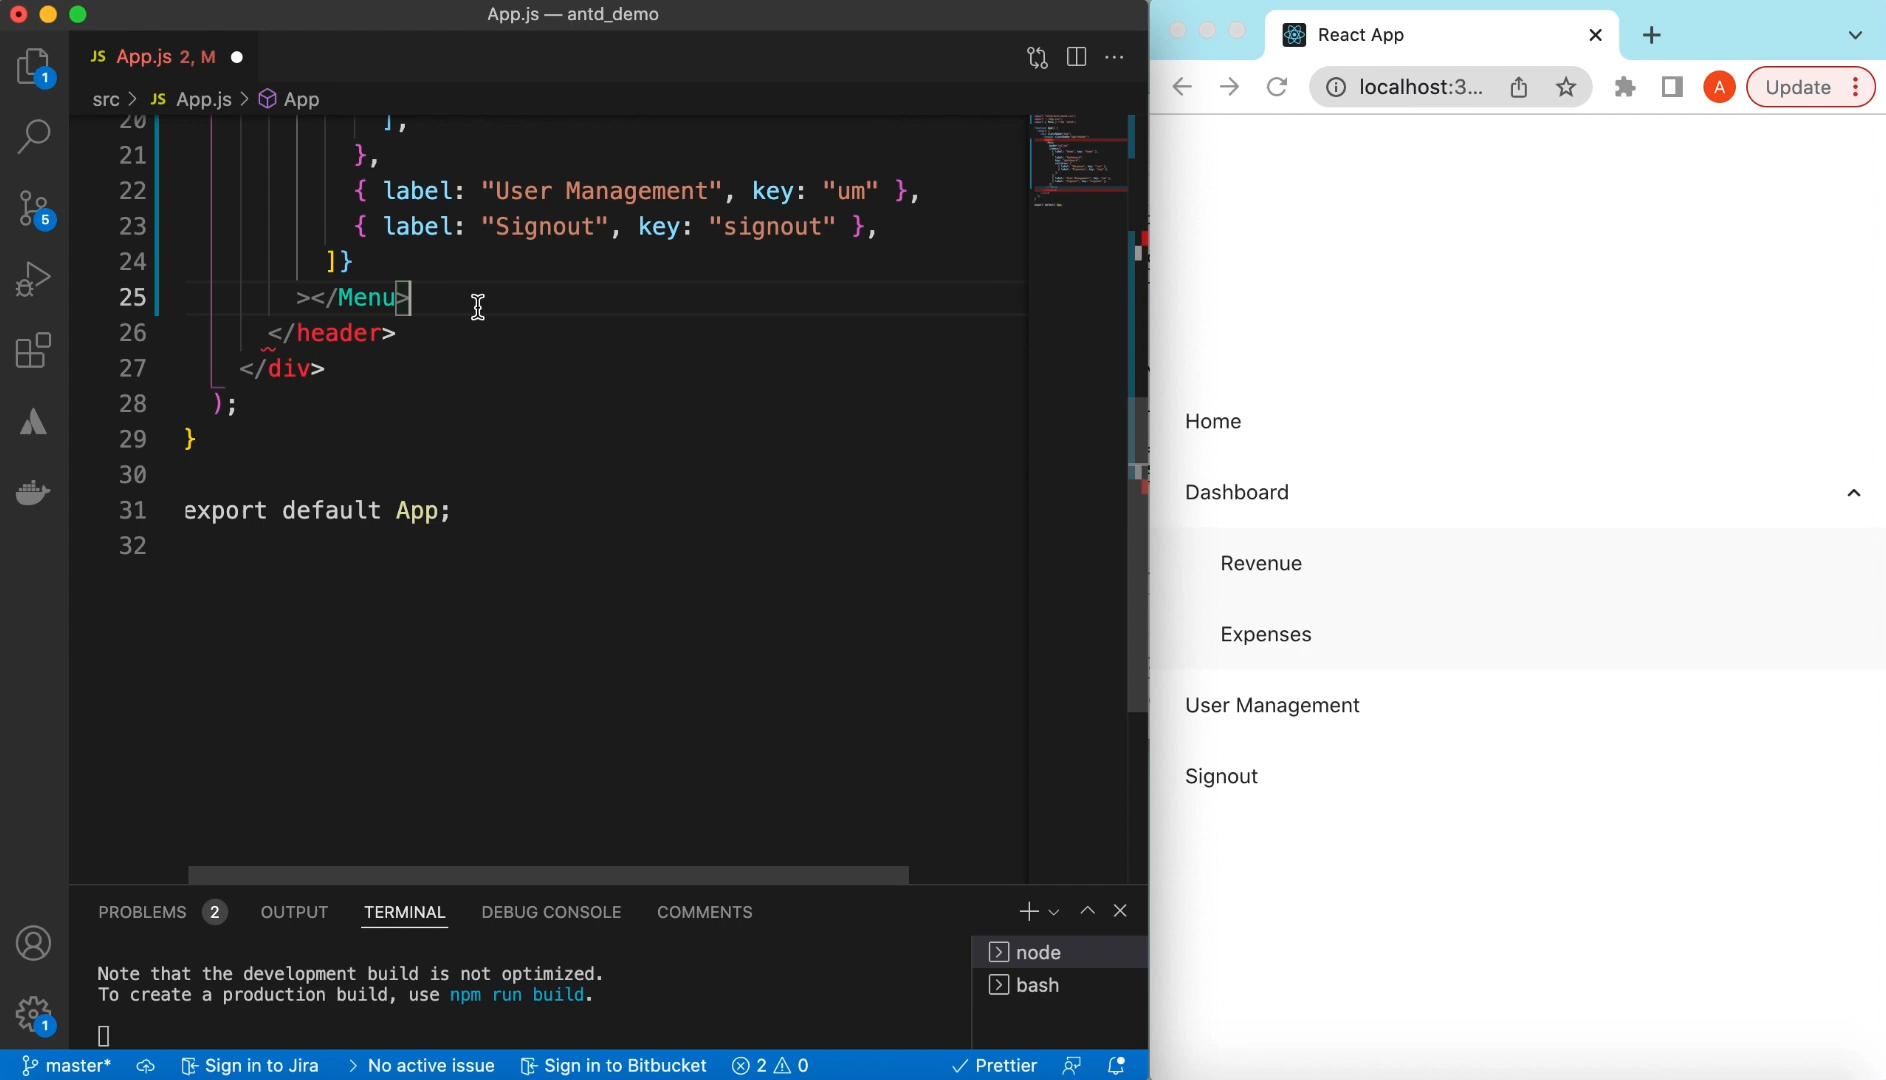 App.js — antd_demo
JS App.js 2, M
src > JS App.js > App
20 ],
21 },
22 { label: "User Management", key: "um" },
23 { label: "Signout", key: "signout" },
24 ]}
25 ></Menu>
26 </header>
27 </div>
28 );
29 }
30
31 export default App;
32
1
5
1
PROBLEMS 2 OUTPUT TERMINAL DEBUG CONSOLE COMMENTS
Note that the development build is not optimized.
To create a production build, use npm run build.
node
bash
master* Sign in to Jira > No active issue Sign in to Bitbucket 2 0 Prettier
React App
localhost:3... A Update
Home
Dashboard
Revenue
Expenses
User Management
Signout